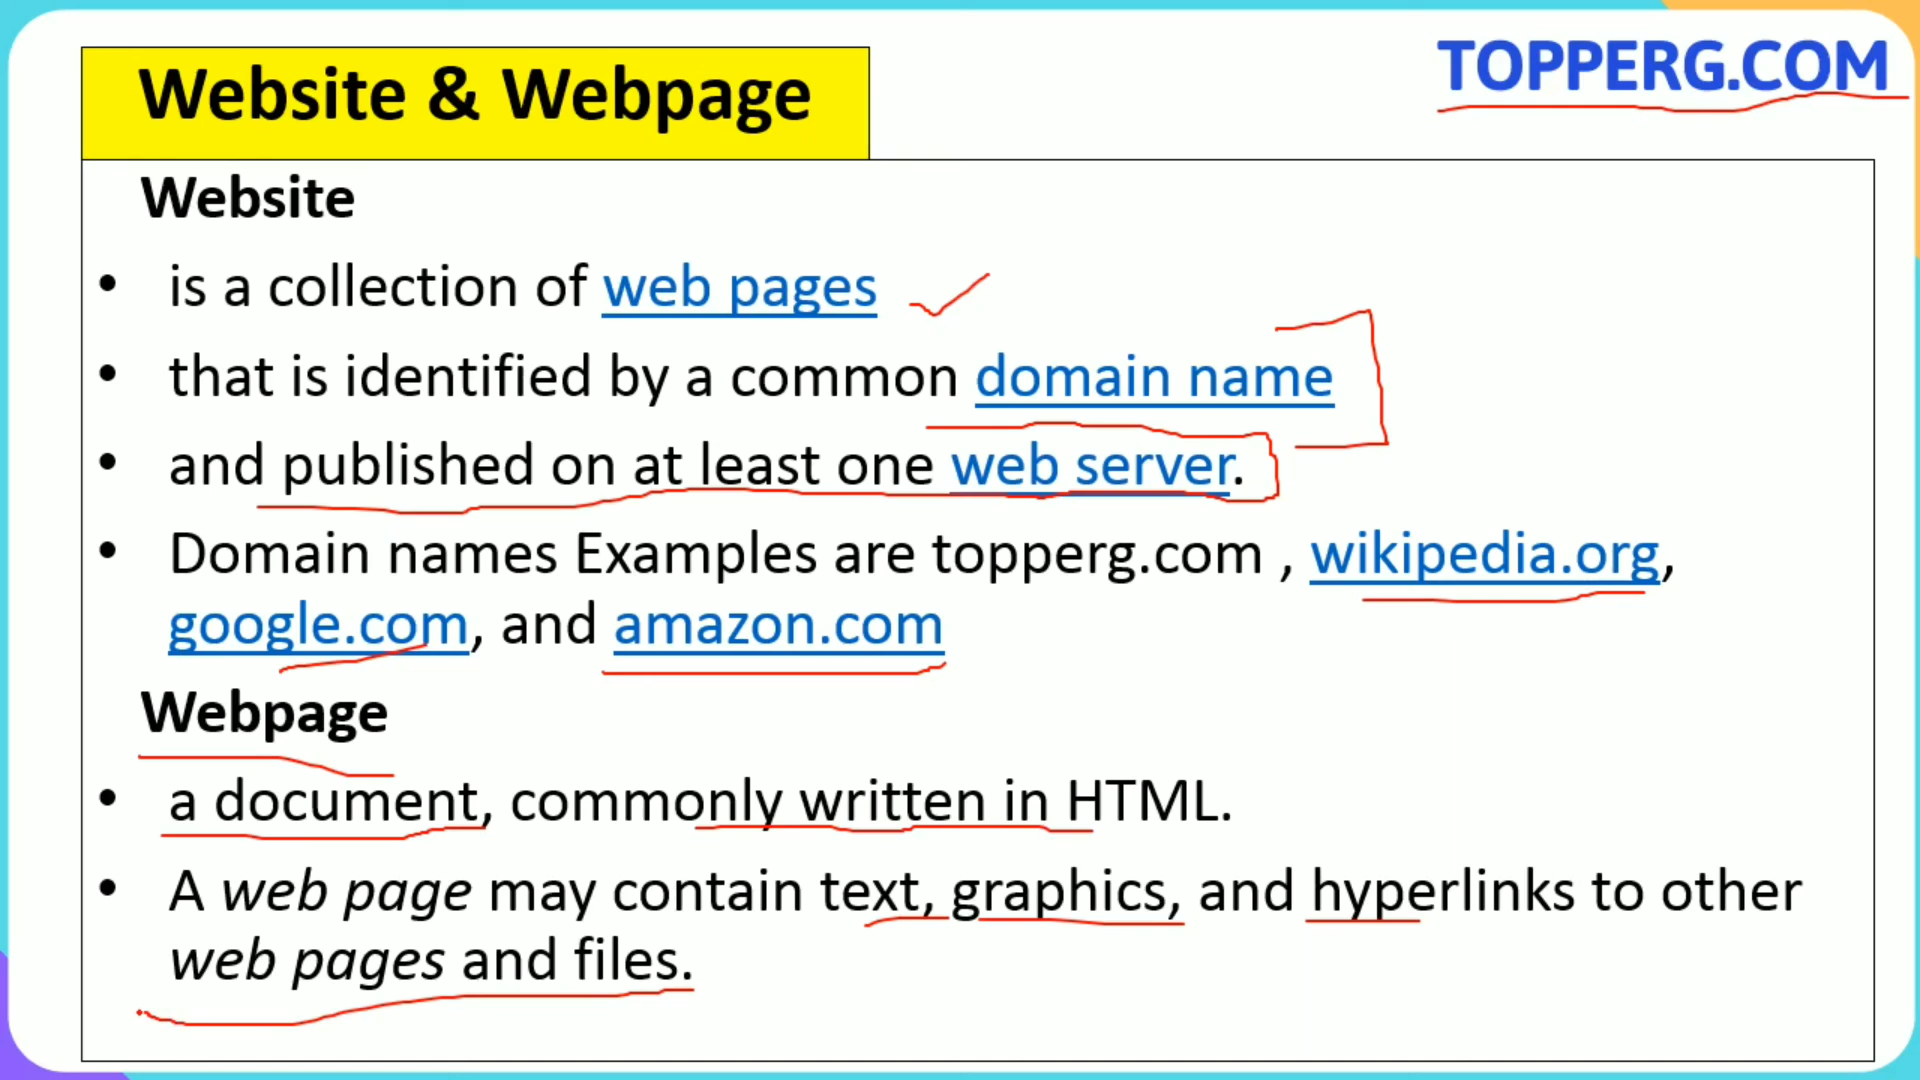 Website & Webpage
TOPPERG.COM
Website
• is a collection of web pages
• that is identified by a common domain name
• and published on at least one web server.
• Domain names Examples are topperg.com , wikipedia.org,
google.com, and amazon.com
Webpage
• a document, commonly written in HTML.
• A web page may contain text, graphics, and hyperlinks to other
web pages and files.